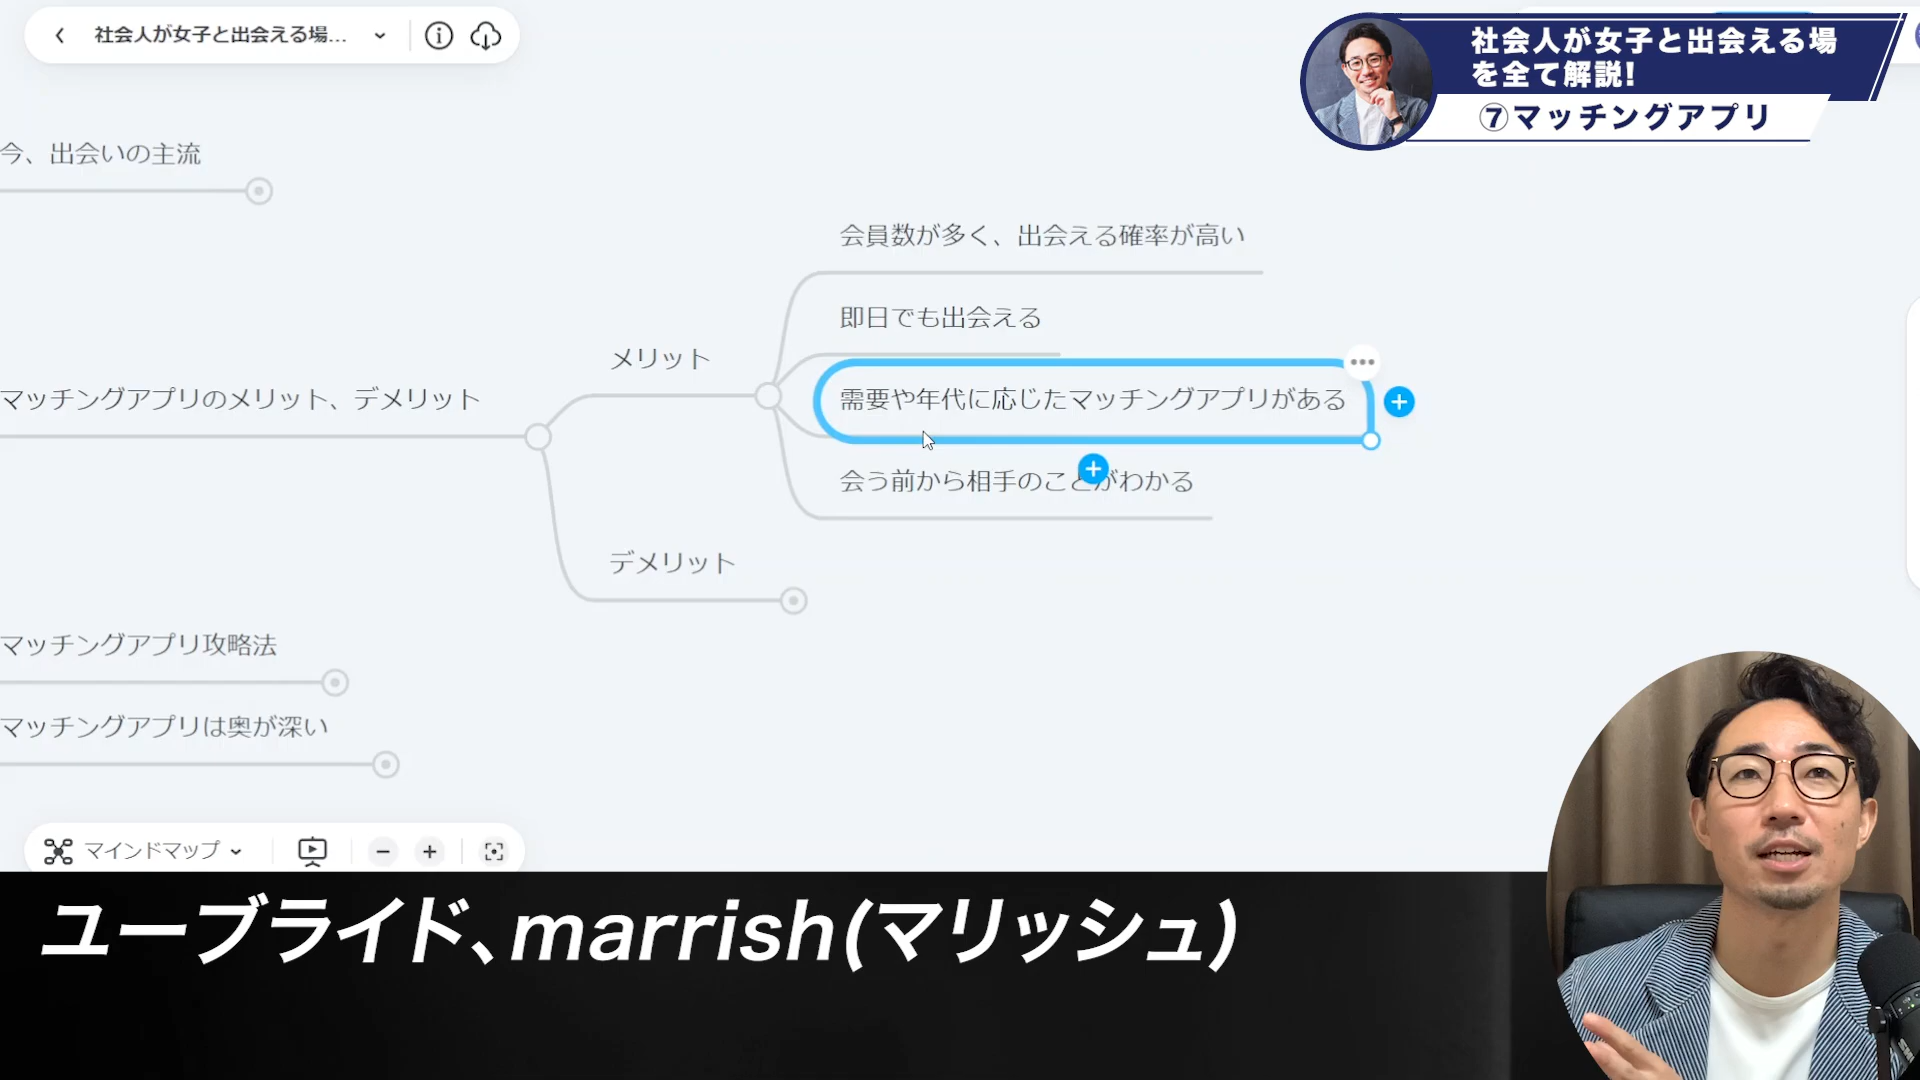 社会人が女子と出会える場...
社会人が女子と出会える場
を全て解説!
⑦マッチングアプリ
今、出会いの主流
会員数が多く、出会える確率が高い
即日でも出会える
メリット
マッチングアプリのメリット、デメリット
需要や年代に応じたマッチングアプリがある
会う前から相手のことがわかる
デメリット
マッチングアプリ攻略法
マッチングアプリは奥が深い
マインドマップ
ユーブライド、marrish(マリッシュ)